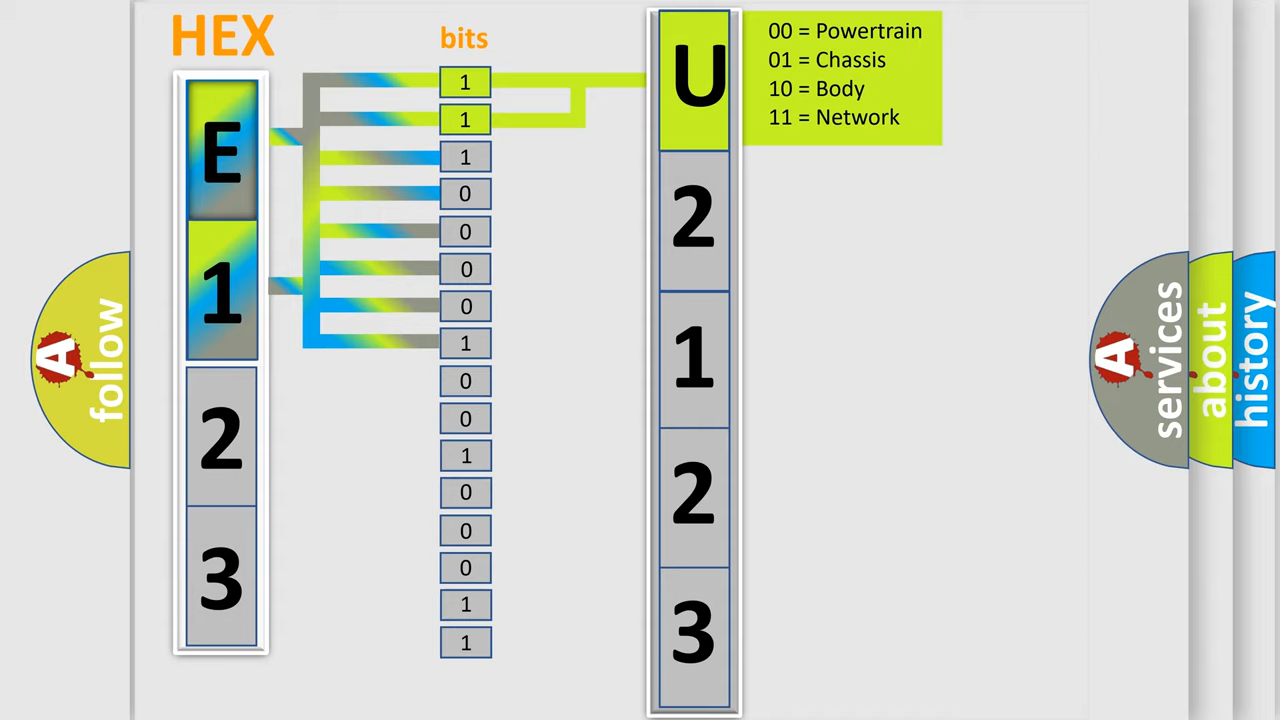 HEX
bits
E
1
2
3
1
1
1
0
0
0
0
1
0
0
1
0
0
0
1
1
U
2
1
2
3
00 = Powertrain
01 = Chassis
10 = Body
11 = Network
A
follow
A
services
about
history